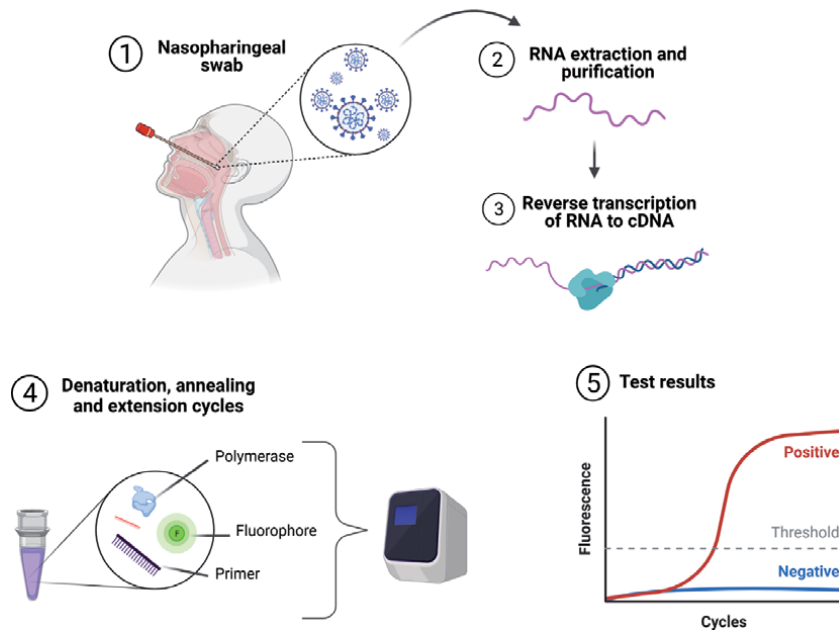 1
Nasopharingeal
swab
2
RNA extraction and
purification
3
Reverse transcription
of RNA to cDNA
4
Denaturation, annealing
and extension cycles
Polymerase
F
Fluorophore
Primer
5
Test results
Fluorescence
Positive
Threshold
Negative
Cycles